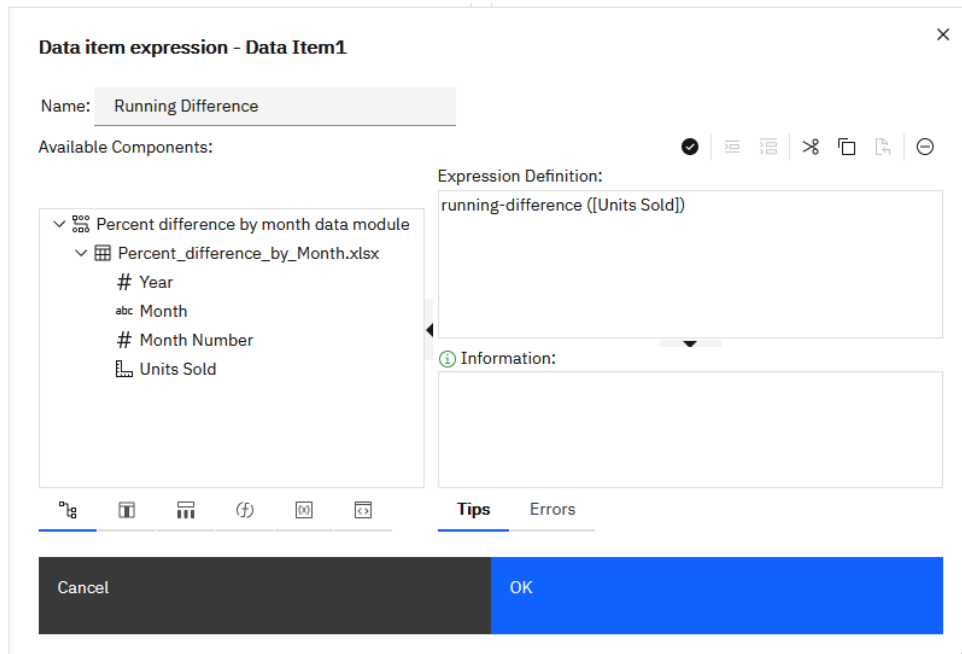 Data item expression - Data Item1
Name: Running Difference
Available Components:
Expression Definition:
running-difference ([Units Sold])
Percent difference by month data module
Percent_difference_by_Month.xlsx
# Year
abc Month
# Month Number
Units Sold
Information:
Tips Errors
Cancel OK